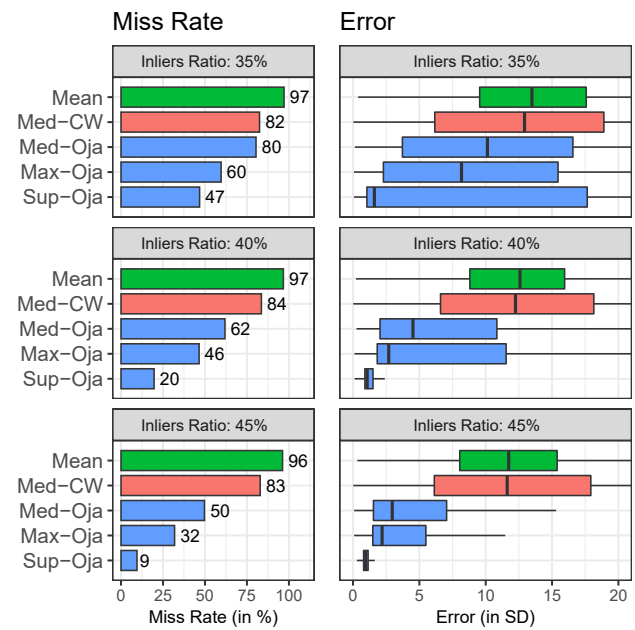 Miss Rate
Error
Inliers Ratio: 35%
Inliers Ratio: 35%
Mean 97
Med−CW 82
Med−Oja 80
Max−Oja 60
Sup−Oja 47
Inliers Ratio: 40%
Inliers Ratio: 40%
Mean 97
Med−CW 84
Med−Oja 62
Max−Oja 46
Sup−Oja 20
Inliers Ratio: 45%
Inliers Ratio: 45%
Mean 96
Med−CW 83
Med−Oja 50
Max−Oja 32
Sup−Oja 9
0 25 50 75 100
0 5 10 15 20
Miss Rate (in %)
Error (in SD)